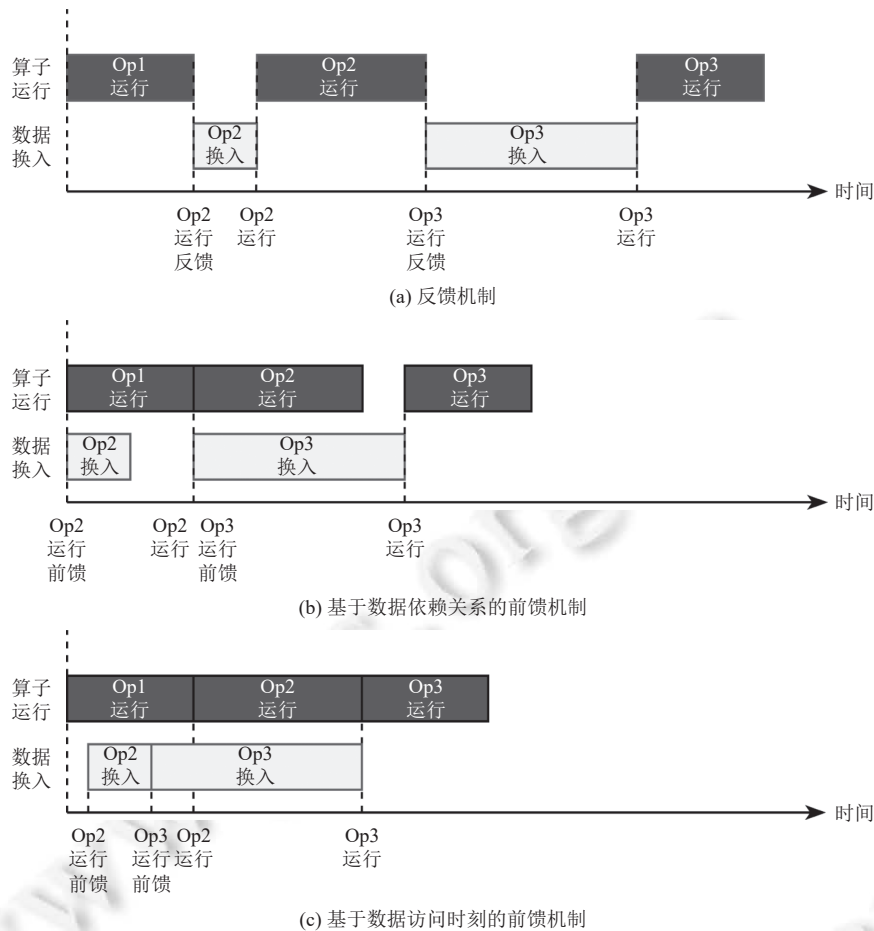 算子
运行
Op1
运行
Op2
运行
Op3
运行
数据
换入
Op2
换入
Op3
换入
时间
Op2
运行
反馈
Op2
运行
Op3
运行
反馈
Op3
运行
(a) 反馈机制
算子
运行
Op1
运行
Op2
运行
Op3
运行
数据
换入
Op2
换入
Op3
换入
时间
Op2
运行
前馈
Op2
运行
Op3
运行
前馈
Op3
运行
(b) 基于数据依赖关系的前馈机制
算子
运行
Op1
运行
Op2
运行
Op3
运行
数据
换入
Op2
换入
Op3
换入
时间
Op2
运行
前馈
Op3
运行
前馈
Op2
运行
Op3
运行
(c) 基于数据访问时刻的前馈机制